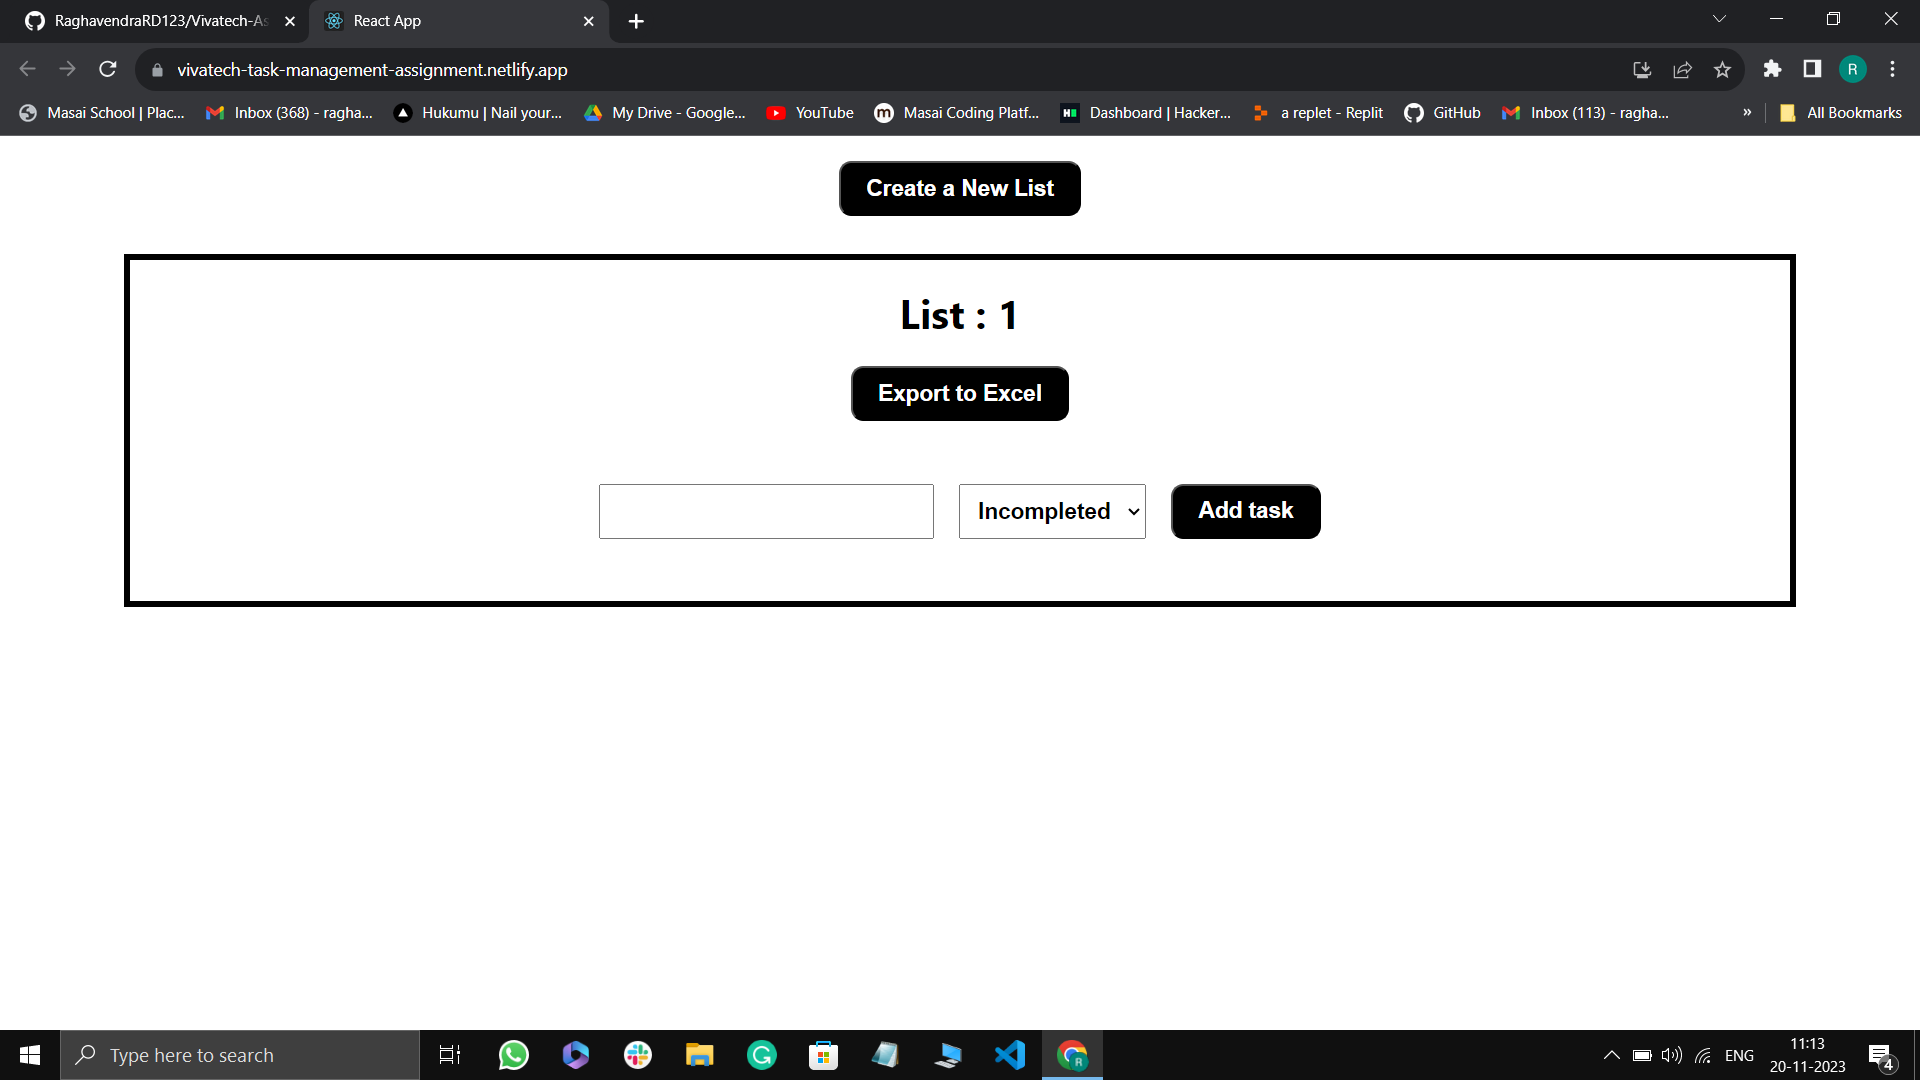 RaghavendraRD123/Vivatech-As
React App
vivatech-task-management-assignment.netlify.app
R
Masai School | Plac...
Inbox (368) - ragha...
Hukumu | Nail your...
My Drive - Google...
YouTube
Masai Coding Platf...
Dashboard | Hacker...
a replet - Replit
GitHub
Inbox (113) - ragha...
»
All Bookmarks
Create a New List
List : 1
Export to Excel
Incompleted
Add task
Type here to search
R
ENG
11:13
20-11-2023
4